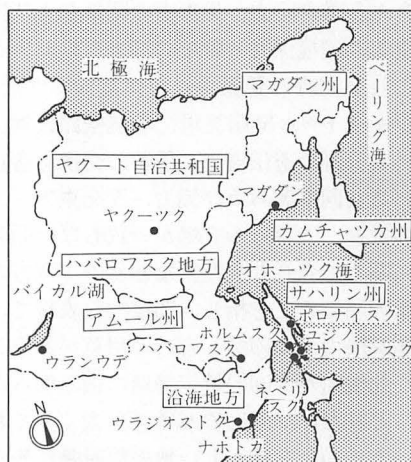 北極海
マガダン州
ベーリング海
ヤクート自治共和国
マガダン
ヤクーツク
カムチャツカ州
ハバロフスク地方
オホーツク海
バイカル湖
サハリン州
アムール州
ポロナイスク
ホルムスク
ユジノ
サハリンスク
ハバロフスク
ウランウデ
ネベリ
スク
沿海地方
N
ウラジオストク
ナホトカ